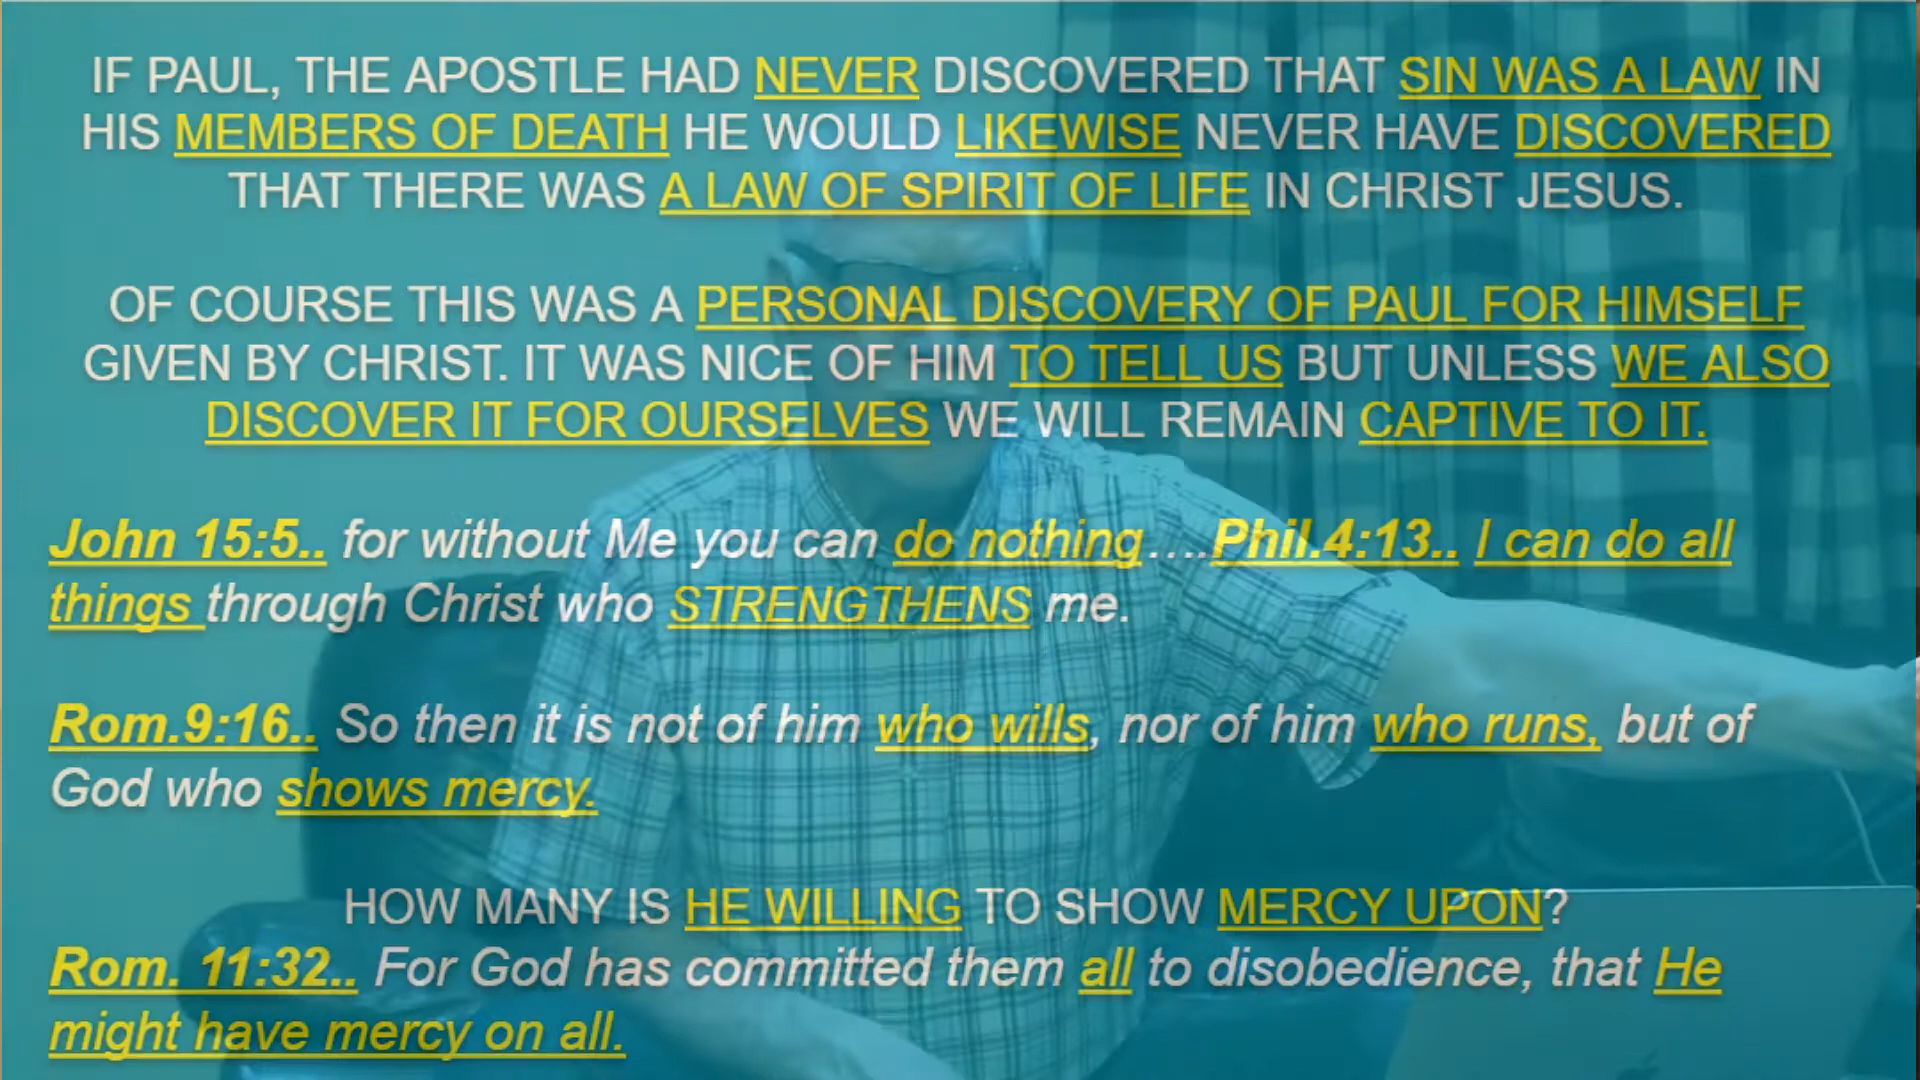 IF PAUL, THE APOSTLE HAD NEVER DISCOVERED THAT SIN WAS A LAW IN
HIS MEMBERS OF DEATH HE WOULD LIKEWISE NEVER HAVE DISCOVERED
THAT THERE WAS A LAW OF SPIRIT OF LIFE IN CHRIST JESUS.
OF COURSE THIS WAS A PERSONAL DISCOVERY OF PAUL FOR HIMSELF
GIVEN BY CHRIST. IT WAS NICE OF HIM TO TELL US BUT UNLESS WE ALSO
DISCOVER IT FOR OURSELVES WE WILL REMAIN CAPTIVE TO IT.
John 15:5.. for without Me you can do nothing....Phil.4:13.. I can do all
things through Christ who STRENGTHENS me.
Rom.9:16.. So then it is not of him who wills, nor of him who runs, but of
God who shows mercy.
HOW MANY IS HE WILLING TO SHOW MERCY UPON?
Rom. 11:32.. For God has committed them all to disobedience, that He
might have mercy on all.